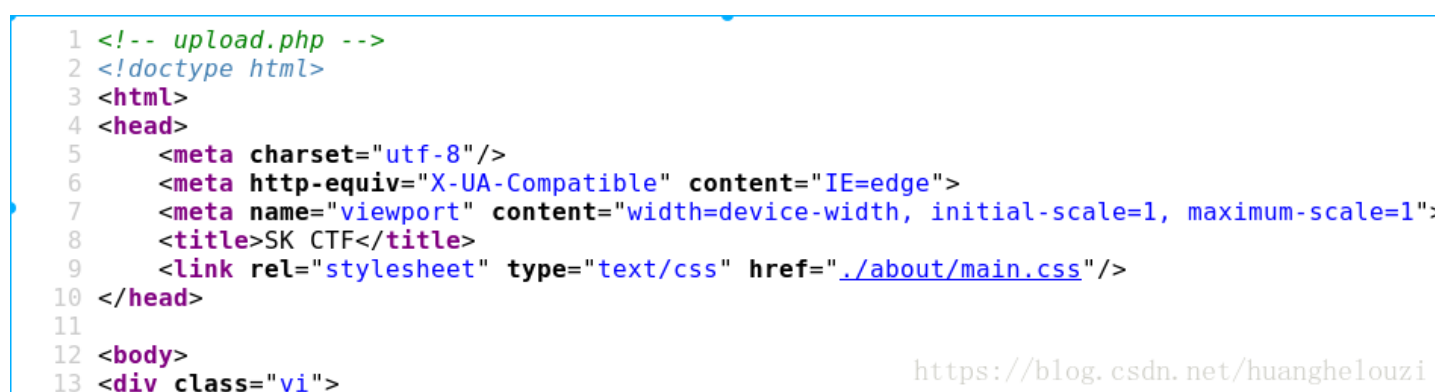 1 <!-- upload.php -->
2 <!doctype html>
3 <html>
4 <head>
5     <meta charset="utf-8"/>
6     <meta http-equiv="X-UA-Compatible" content="IE=edge">
7     <meta name="viewport" content="width=device-width, initial-scale=1, maximum-scale=1">
8     <title>SK CTF</title>
9     <link rel="stylesheet" type="text/css" href="./about/main.css"/>
10 </head>
11
12 <body>
13 <div class="vi">
https://blog.csdn.net/huanghelouzi